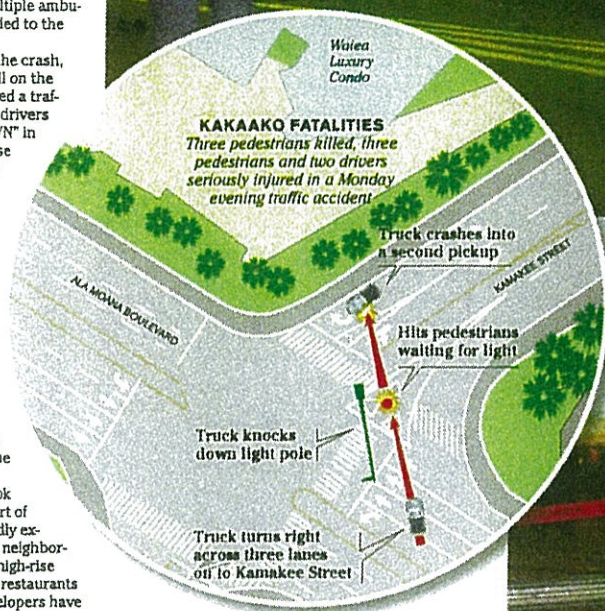 ltiple ambu-
ied to the
he crash,
ll on the
ed a traf-
drivers
N" in
se
Waiea
Luxury
Condo
KAKAAKO FATALITIES
Three pedestrians killed, three
pedestrians and two drivers
seriously injured in a Monday
evening traffic accident
Truck crashes into
a second pickup
KAMAKEE STREET
ALA MOANA BOULEVARD
Hits pedestrians
waiting for light
Truck knocks
down light pole
Truck turns right
across three lanes
on to Kamakee Street
ue
ok
rt of
dly ex-
neighbor-
high-rise
restaurants
elopers have